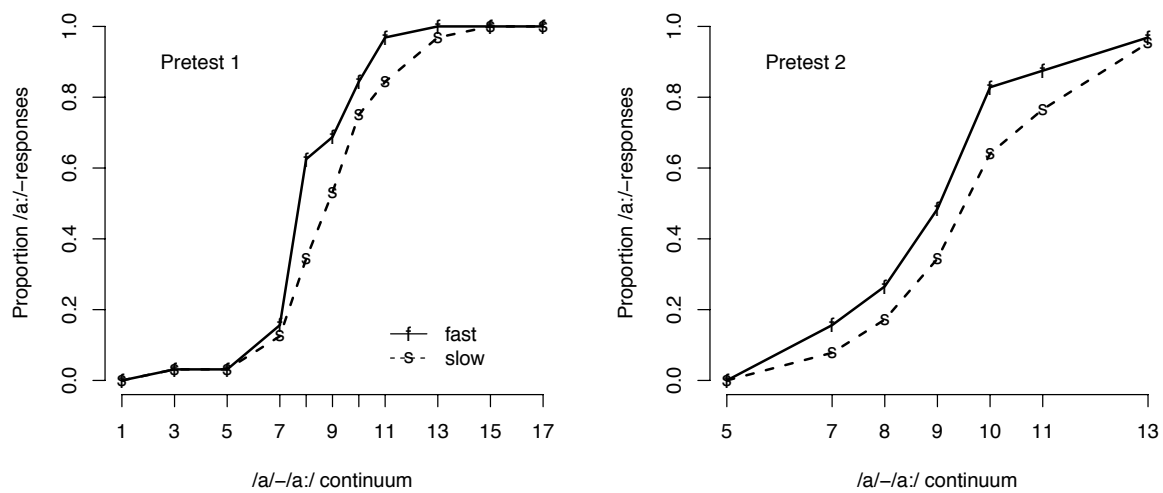 Pretest 1
Proportion /a:/−responses
0.0 0.2 0.4 0.6 0.8 1.0
f f f f f f f f f f f
s s s s s s s s s s s
fast
slow
1 3 5 7 9 11 13 15 17
/a/−/a:/ continuum
Pretest 2
Proportion /a:/−responses
0.0 0.2 0.4 0.6 0.8 1.0
f f f f f f f
s s s s s s s
5 7 8 9 10 11 13
/a/−/a:/ continuum